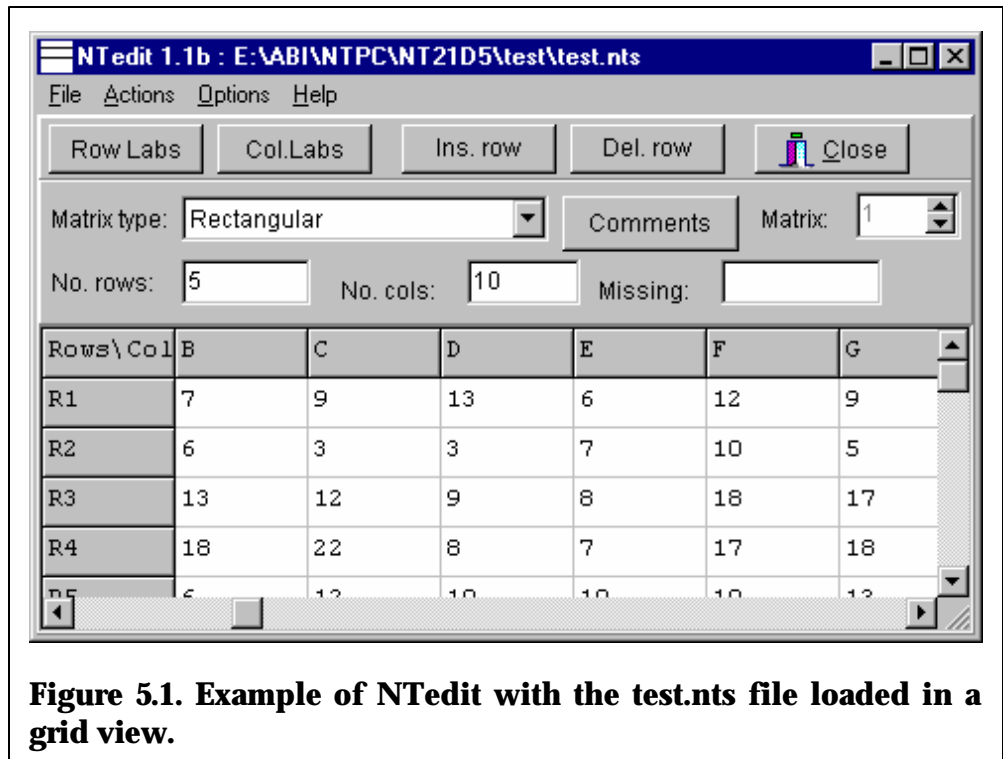 NTedit 1.1b : E:\ABI\NTPC\NT21D5\test\test.nts
File Actions Options Help
Row Labs Col.Labs Ins. row Del. row Close
Matrix type: Rectangular Comments Matrix: 1
No. rows: 5 No. cols: 10 Missing:
Rows\Col B C D E F G
R1 7 9 13 6 12 9
R2 6 3 3 7 10 5
R3 13 12 9 8 18 17
R4 18 22 8 7 17 18
R5
Figure 5.1. Example of NTedit with the test.nts file loaded in a
grid view.